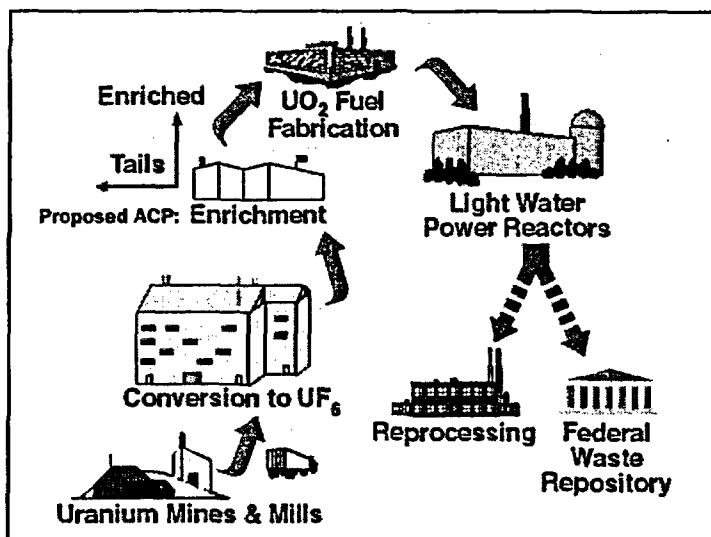 Enriched
UO₂ Fuel
Fabrication
Tails
Proposed ACP: Enrichment
Light Water
Power Reactors
Conversion to UF₆
Reprocessing
Federal
Waste
Repository
Uranium Mines & Mills